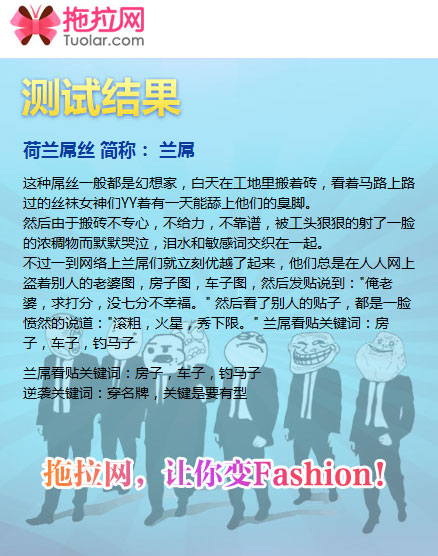 拖拉网
Tuolar.com
测试结果
荷兰屌丝 简称： 兰屌
这种屌丝一般都是幻想家，白天在工地里搬着砖，看着马路上路
过的丝袜女神们YY着有一天能舔上他们的臭脚。
然后由于搬砖不专心，不给力，不靠谱，被工头狠狠的射了一脸
的浓稠物而默默哭泣，泪水和敏感词交织在一起。
不过一到网络上兰屌们就立刻优越了起来，他们总是在人人网上
盗着别人的老婆图，房子图，车子图，然后发贴说到："俺老
婆，求打分，没七分不幸福。" 然后看了别人的贴子，都是一脸
愤然的说道："滚粗，火星，秀下限。" 兰屌看贴关键词：房
子，车子，钓马子
兰屌看贴关键词：房子，车子，钓马子
逆袭关键词：穿名牌，关键是要有型
拖拉网，让你变Fashion！